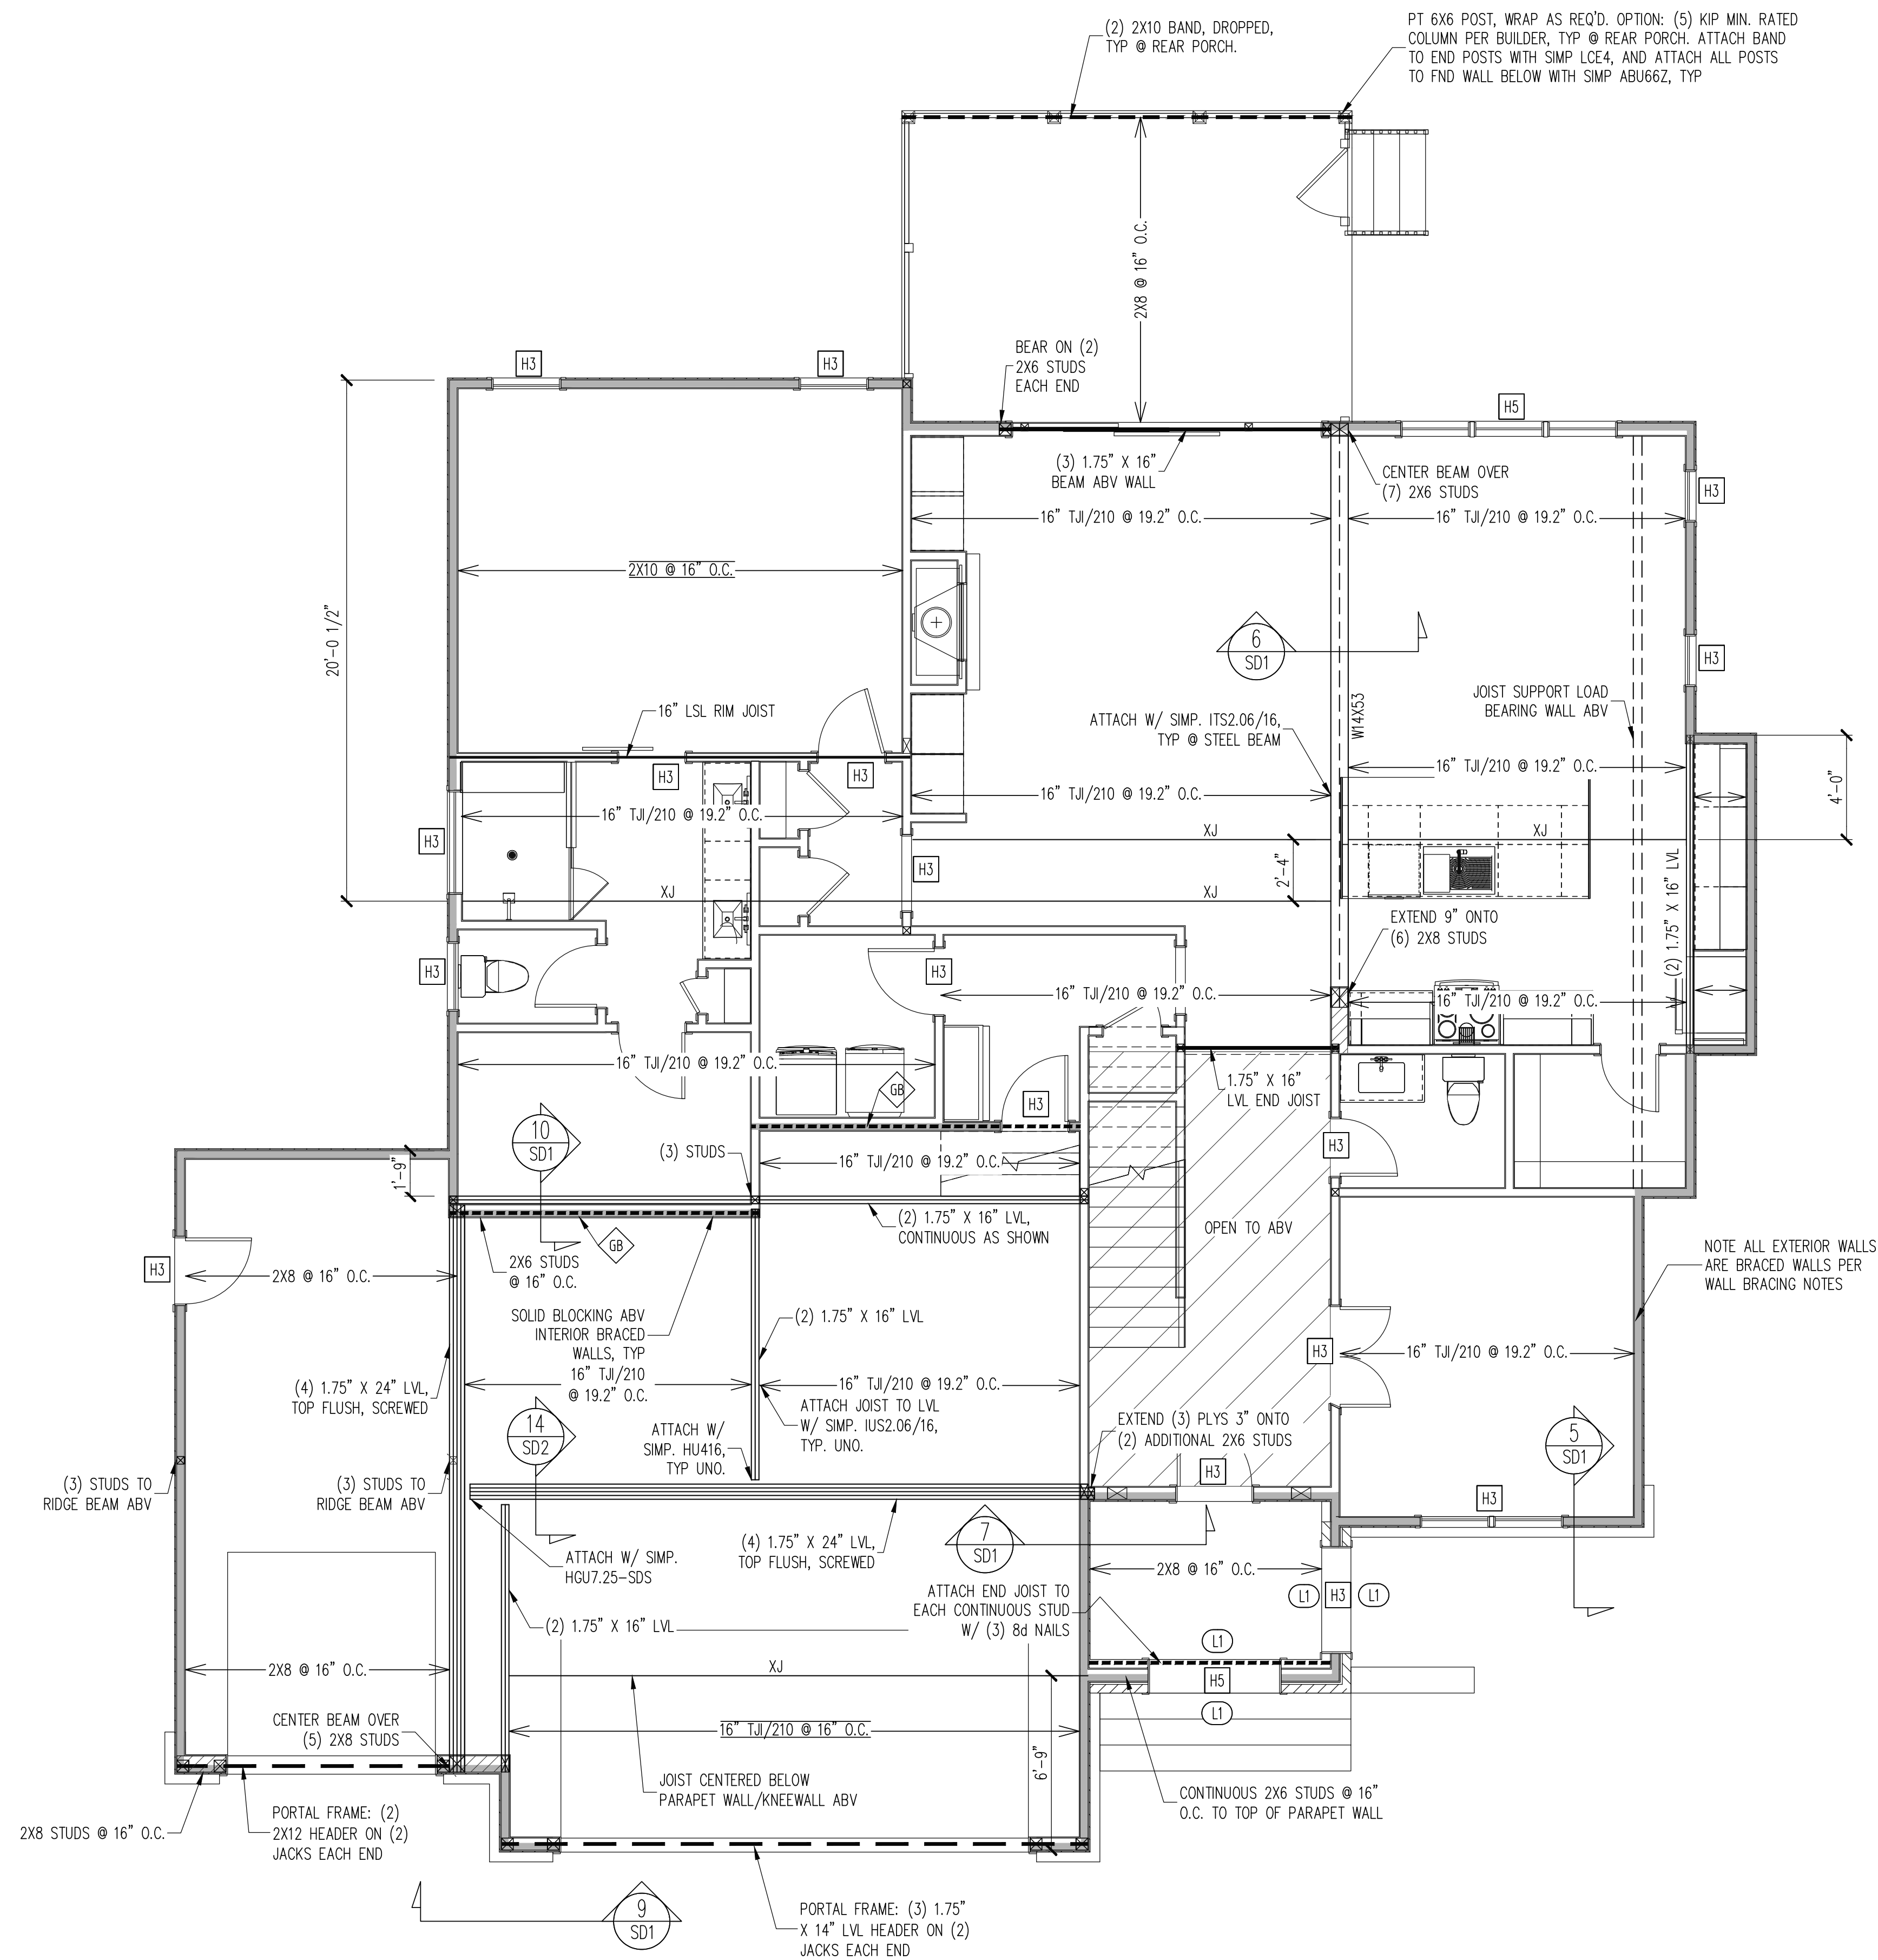 (2) 2X10 BAND, DROPPED,
TYP @ REAR PORCH.
PT 6X6 POST, WRAP AS REQ'D. OPTION: (5) KIP MIN. RATED
COLUMN PER BUILDER, TYP @ REAR PORCH. ATTACH BAND
TO END POSTS WITH SIMP LCE4, AND ATTACH ALL POSTS
TO FND WALL BELOW WITH SIMP ABU66Z, TYP
2X8 @ 16" O.C.
BEAR ON (2)
2X6 STUDS
EACH END
H3
H3
H5
(3) 1.75" X 16"
BEAM ABV WALL
CENTER BEAM OVER
(7) 2X6 STUDS
H3
16" TJI/210 @ 19.2" O.C.
16" TJI/210 @ 19.2" O.C.
2X10 @ 16" O.C.
20'-0 1/2"
6
SD1
H3
W14X53
JOIST SUPPORT LOAD
BEARING WALL ABV
16" LSL RIM JOIST
ATTACH W/ SIMP. ITS2.06/16,
TYP @ STEEL BEAM
H3
H3
16" TJI/210 @ 19.2" O.C.
16" TJI/210 @ 19.2" O.C.
16" TJI/210 @ 19.2" O.C.
4'-0"
H3
XJ
XJ
H3
2'-4"
XJ
XJ
(2) 1.75" X 16" LVL
EXTEND 9" ONTO
(6) 2X8 STUDS
H3
H3
16" TJI/210 @ 19.2" O.C.
16" TJI/210 @ 19.2" O.C.
16" TJI/210 @ 19.2" O.C.
GB
1.75" X 16"
LVL END JOIST
H3
10
SD1
(3) STUDS
H3
1'-9"
16" TJI/210 @ 19.2" O.C.
(2) 1.75" X 16" LVL,
CONTINUOUS AS SHOWN
OPEN TO ABV
GB
2X6 STUDS
@ 16" O.C.
H3
2X8 @ 16" O.C.
NOTE ALL EXTERIOR WALLS
ARE BRACED WALLS PER
WALL BRACING NOTES
SOLID BLOCKING ABV
INTERIOR BRACED
WALLS, TYP
(2) 1.75" X 16" LVL
H3
16" TJI/210 @ 19.2" O.C.
16" TJI/210
@ 19.2" O.C.
16" TJI/210 @ 19.2" O.C.
(4) 1.75" X 24" LVL,
TOP FLUSH, SCREWED
ATTACH JOIST TO LVL
W/ SIMP. IUS2.06/16,
TYP. UNO.
14
SD2
ATTACH W/
SIMP. HU416,
TYP UNO.
EXTEND (3) PLYS 3" ONTO
(2) ADDITIONAL 2X6 STUDS
5
SD1
(3) STUDS TO
RIDGE BEAM ABV
(3) STUDS TO
RIDGE BEAM ABV
H3
H3
(4) 1.75" X 24" LVL,
TOP FLUSH, SCREWED
7
SD1
ATTACH W/ SIMP.
HGU7.25-SDS
2X8 @ 16" O.C.
ATTACH END JOIST TO
EACH CONTINUOUS STUD
W/ (3) 8d NAILS
L1
H3
L1
(2) 1.75" X 16" LVL
L1
2X8 @ 16" O.C.
XJ
H5
L1
CENTER BEAM OVER
(5) 2X8 STUDS
16" TJI/210 @ 16" O.C.
6'-9"
JOIST CENTERED BELOW
PARAPET WALL/KNEEWALL ABV
CONTINUOUS 2X6 STUDS @ 16"
O.C. TO TOP OF PARAPET WALL
2X8 STUDS @ 16" O.C.
PORTAL FRAME: (2)
2X12 HEADER ON (2)
JACKS EACH END
9
SD1
PORTAL FRAME: (3) 1.75"
X 14" LVL HEADER ON (2)
JACKS EACH END